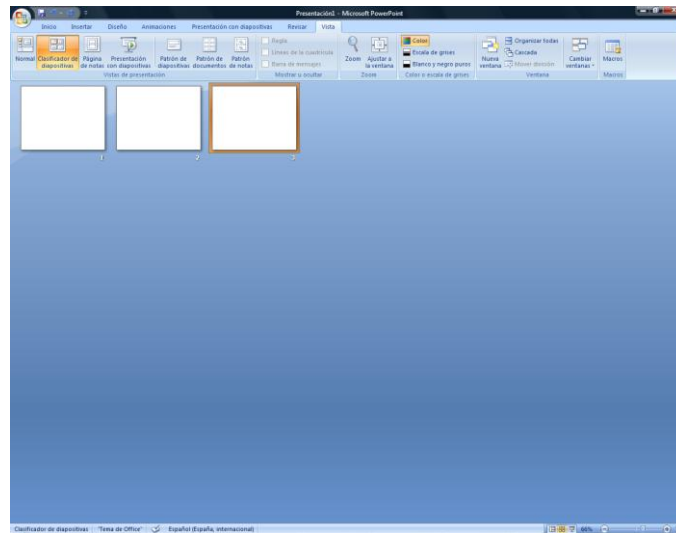 Presentación1 - Microsoft PowerPoint
Inicio Insertar Diseño Animaciones Presentación con diapositivas Revisar Vista
Normal
Clasificador de diapositivas
Página de notas
Presentación con diapositivas
Patrón de diapositivas
Patrón de documentos
Patrón de notas
Vistas de presentación
Regla
Líneas de la cuadrícula
Barra de mensajes
Mostrar u ocultar
Zoom
Ajustar a la ventana
Zoom
Color
Escala de grises
Blanco y negro puros
Color o escala de grises
Nueva ventana
Organizar todas
Cascada
Mover división
Cambiar ventanas
Ventana
Macros
Macros
1 2 3
Clasificador de diapositivas "Tema de Office" Español (España, internacional) 66%